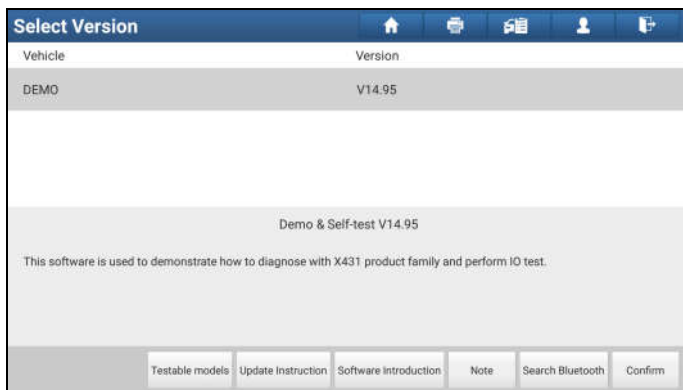 Select Version
Vehicle Version
DEMO V14.95
Demo & Self-test V14.95
This software is used to demonstrate how to diagnose with X431 product family and perform IO test.
Testable models Update Instruction Software Introduction Note Search Bluetooth Confirm